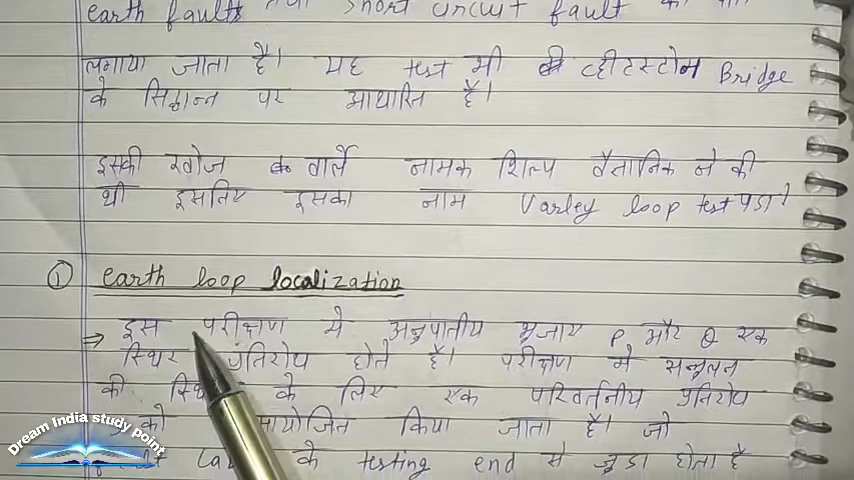 earth faults तथा short circuit fault का पता
लगाया जाता है। यह test भी व्हीटस्टोन Bridge
के सिद्धान्त पर आधारित है।
इसकी खोज वार्ले नामक शिल्प वैज्ञानिक ने की
थी इसलिए इसका नाम Varley loop test पड़ा।
① earth loop localization
⇒ इस परीक्षण में अनुपातीय भुजाय P और Q एक
स्थिर प्रतिरोध होते है। परीक्षण में सन्तुलन
की के लिए एक परिवर्तनीय प्रतिरोध
को किया जाता है। जो
के testing end से जुड़ा होता है
Dream India study point